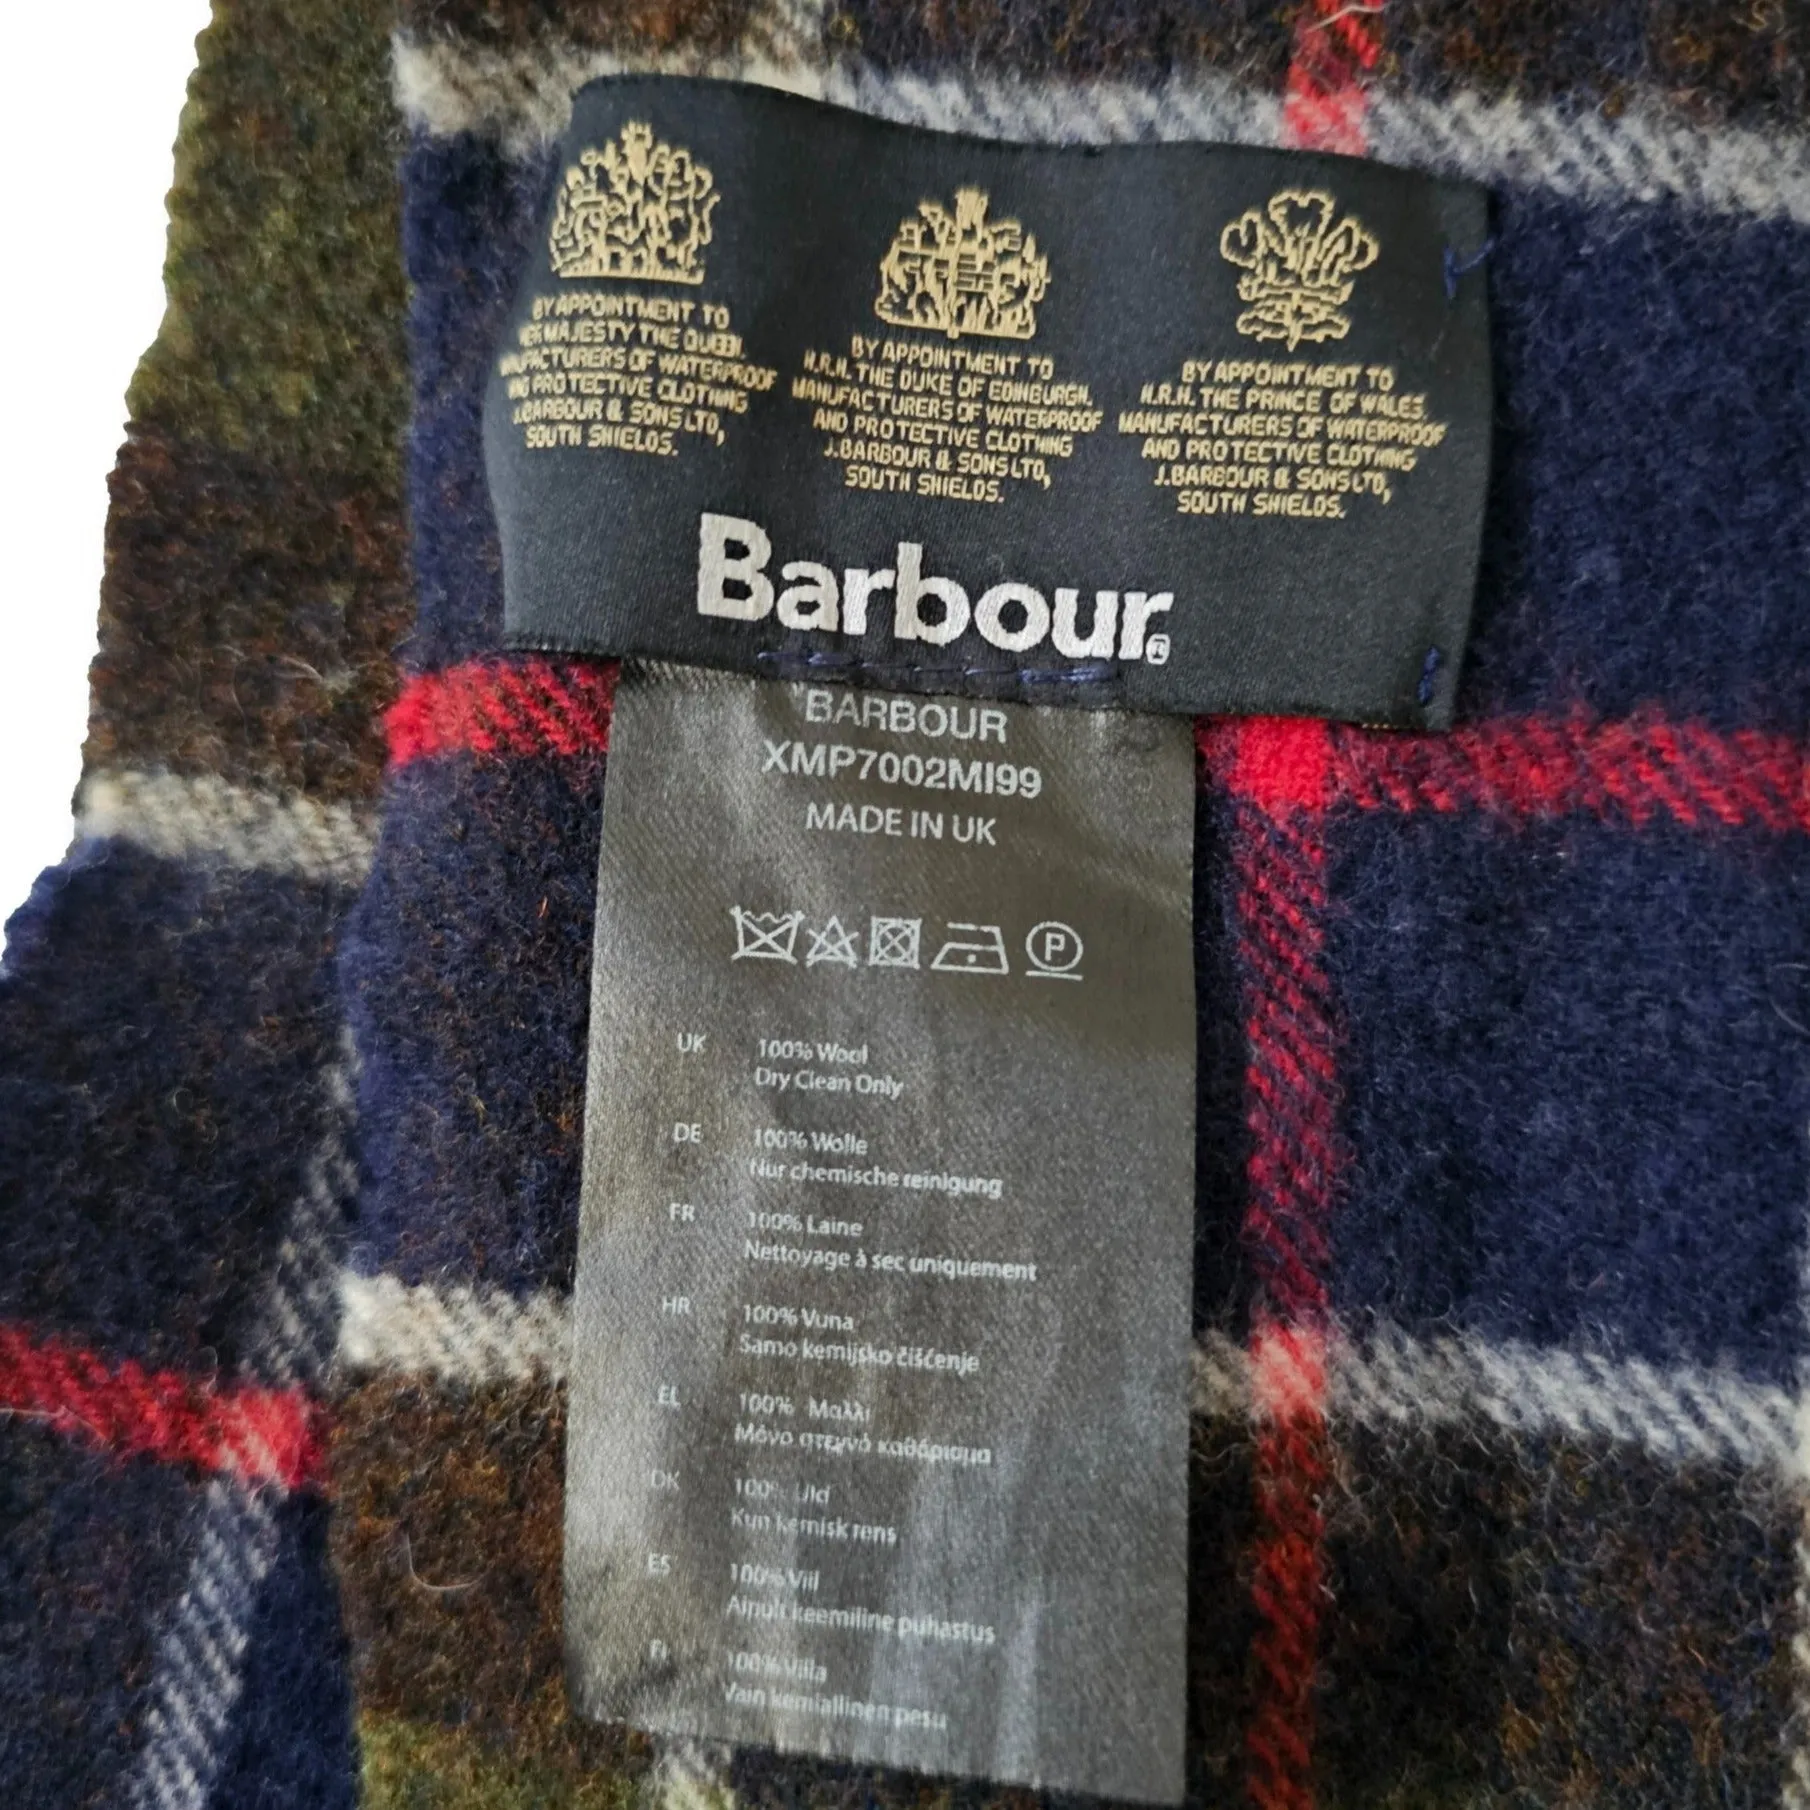 BY APPOINTMENT TO
HER MAJESTY THE QUEEN.
MANUFACTURERS OF WATERPROOF
AND PROTECTIVE CLOTHING
J.BARBOUR & SONS LTD,
SOUTH SHIELDS.
BY APPOINTMENT TO
H.R.H. THE DUKE OF EDINBURGH.
MANUFACTURERS OF WATERPROOF
AND PROTECTIVE CLOTHING
J.BARBOUR & SONS LTD,
SOUTH SHIELDS.
BY APPOINTMENT TO
H.R.H. THE PRINCE OF WALES.
MANUFACTURERS OF WATERPROOF
AND PROTECTIVE CLOTHING
J.BARBOUR & SONS LTD,
SOUTH SHIELDS.
Barbour®
BARBOUR
XMP7002MI99
MADE IN UK
P
UK 100% Wool
Dry Clean Only
DE 100% Wolle
Nur chemische reinigung
FR 100% Laine
Nettoyage à sec uniquement
HR 100% Vuna
Samo kemijsko čišćenje
EL 100% Μαλλι
Μόνο στεγνό καθάρισμα
DK 100% Uld
Kun kemisk rens
ES 100% Vill
Ainult keemiline puhastus
FI 100% Villa
Vain kemiallinen pesu